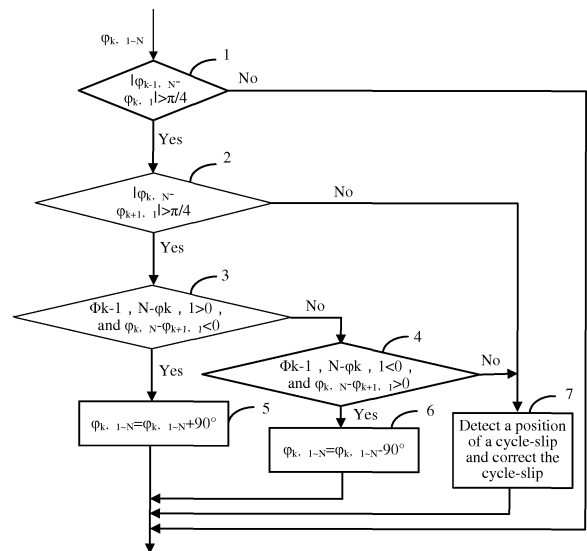 φk, 1~N
1
|φk-1, N-
φk, 1|>π/4
No
Yes
2
|φk, N-
φk+1, 1|>π/4
No
Yes
3
Φk-1 , N-φk , 1>0 ,
and φk, N-φk+1, 1<0
No
4
Φk-1 , N-φk , 1<0 ,
and φk, N-φk+1, 1>0
No
Yes
5
φk, 1~N=φk, 1~N+90°
Yes
6
φk, 1~N=φk, 1~N-90°
7
Detect a position
of a cycle-slip
and correct the
cycle-slip